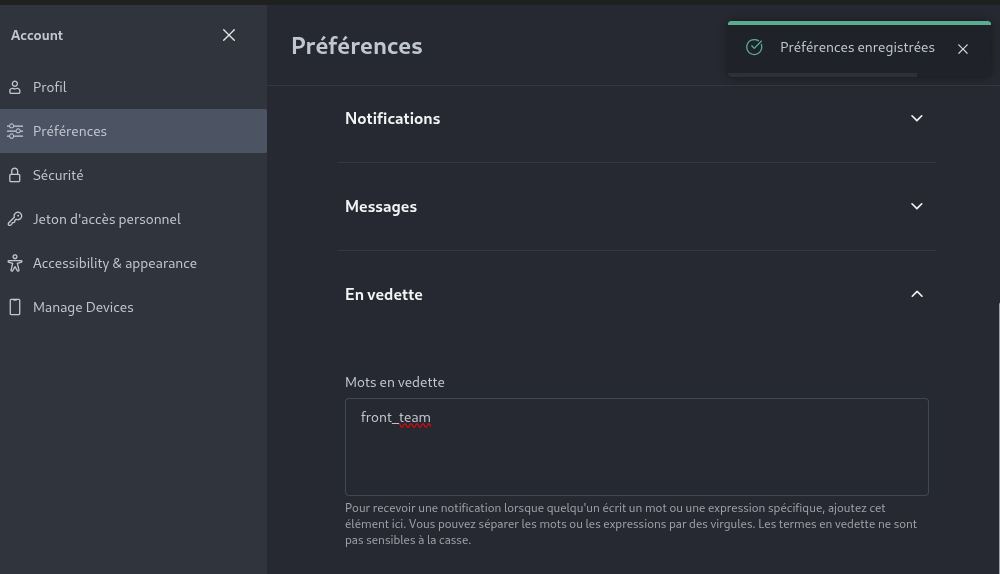 Account
Profil
Préférences
Sécurité
Jeton d'accès personnel
Accessibility & appearance
Manage Devices
Préférences
Préférences enregistrées
Notifications
Messages
En vedette
Mots en vedette
front_team
Pour recevoir une notification lorsque quelqu'un écrit un mot ou une expression spécifique, ajoutez cet
élément ici. Vous pouvez séparer les mots ou les expressions par des virgules. Les termes en vedette ne sont
pas sensibles à la casse.